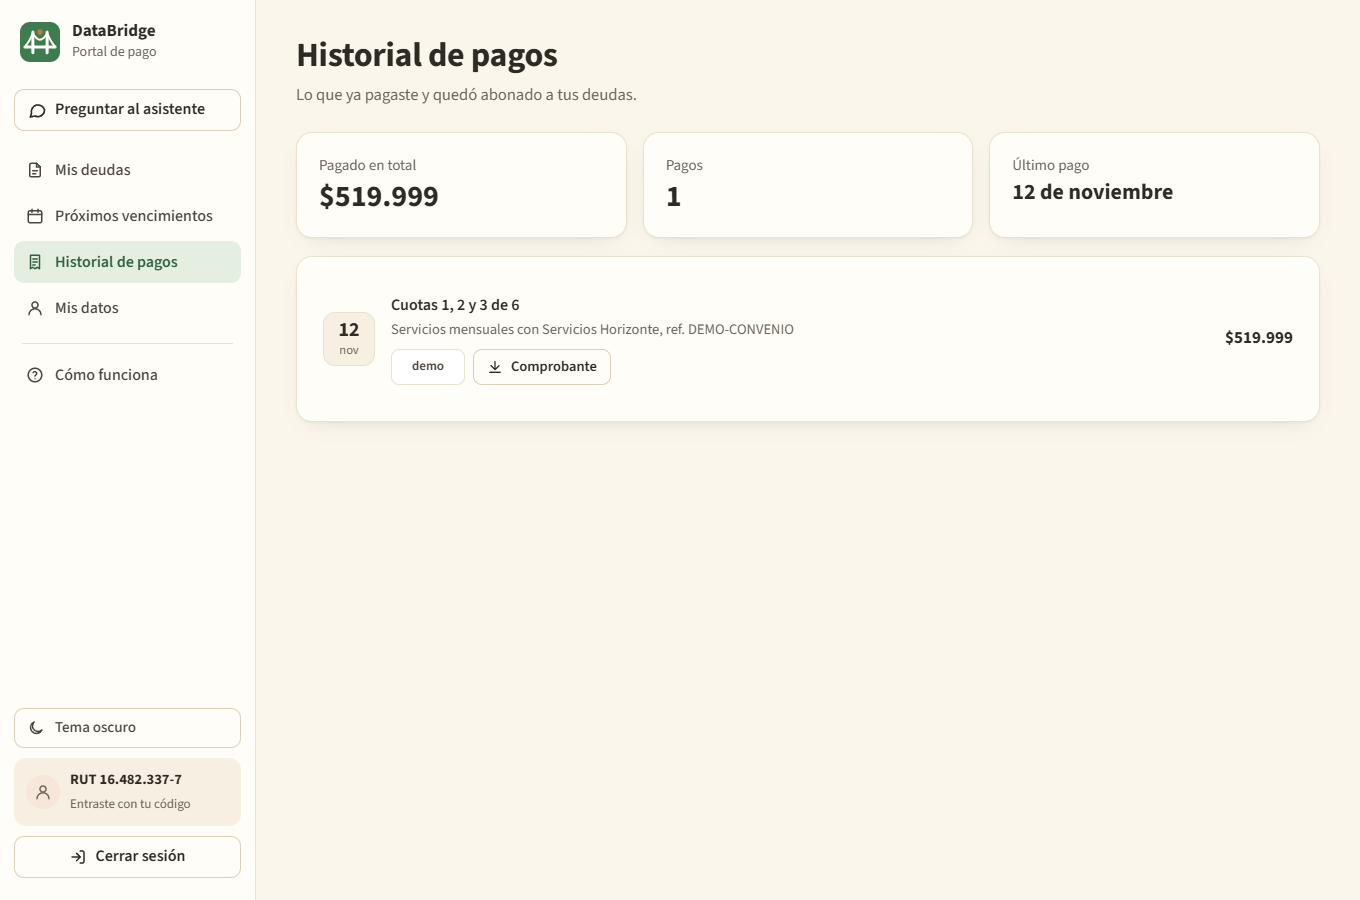 DataBridge
Portal de pago
Preguntar al asistente
Mis deudas
Próximos vencimientos
Historial de pagos
Mis datos
Cómo funciona
Tema oscuro
RUT 16.482.337-7
Entraste con tu código
Cerrar sesión
Historial de pagos
Lo que ya pagaste y quedó abonado a tus deudas.
Pagado en total
$519.999
Pagos
1
Último pago
12 de noviembre
12
nov
Cuotas 1, 2 y 3 de 6
Servicios mensuales con Servicios Horizonte, ref. DEMO-CONVENIO
demo
Comprobante
$519.999